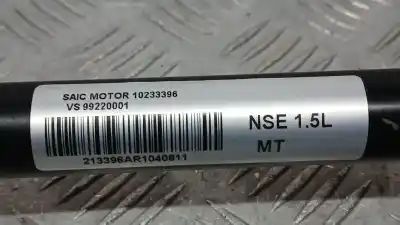 SAIC MOTOR 10233396
VS 99220001
213396AR1040811
NSE 1.5L
MT